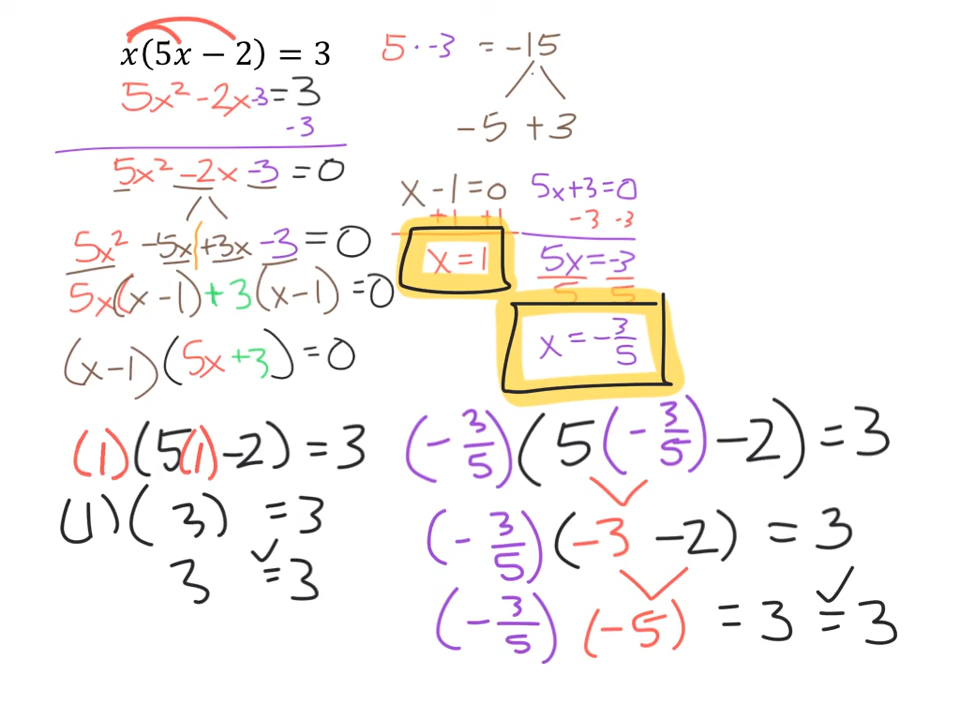 x(5x − 2) = 3
5x² -2x-3=3
-3
5x² -2x -3 =0
5x² -5x+3x -3=0
5x(x-1)+3(x-1)=0
(x-1)(5x+3)=0
5·-3 =-15
-5 +3
x-1=0
+1 +1
x=1
5x+3=0
-3 -3
5x=-3
5 5
x=-3/5
(1)(5(1)-2)=3
(1)(3) =3
3 ✓=3
(-3/5)(5(-3/5)-2)=3
(-3/5)(-3-2)=3
(-3/5)(-5)=3 ✓=3